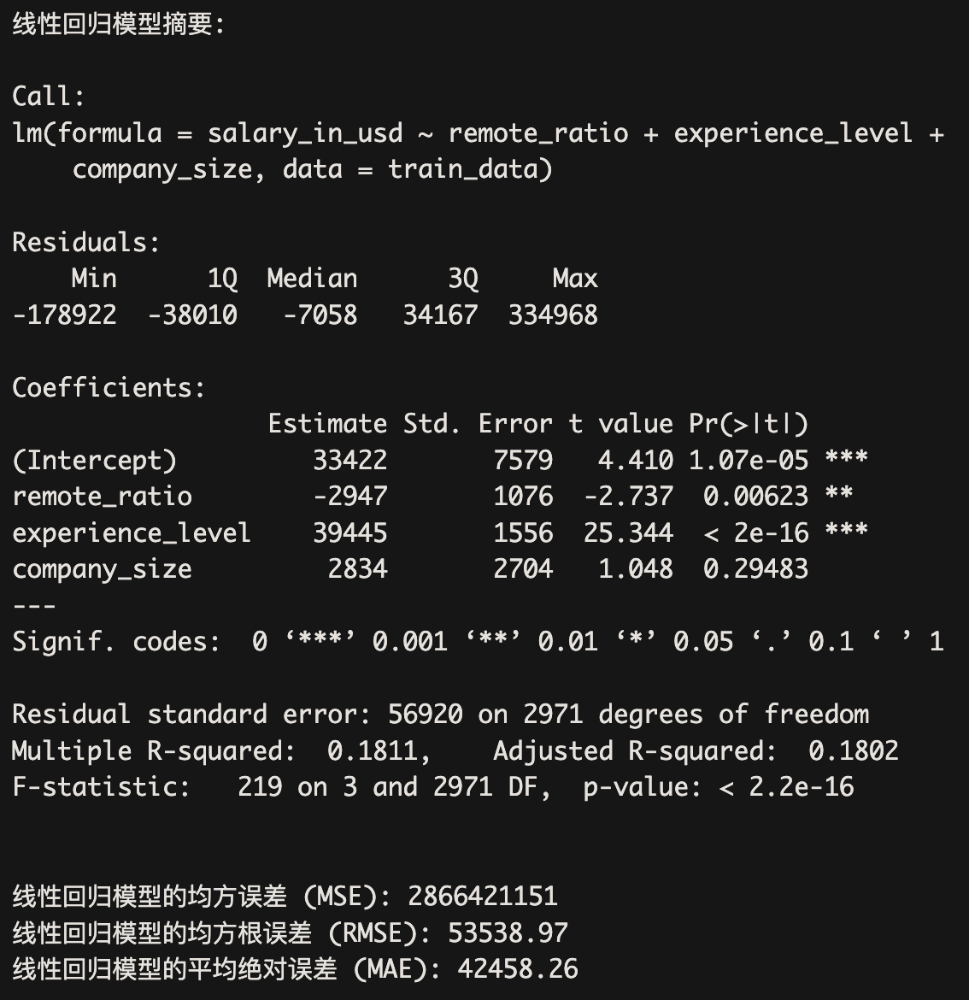 线性回归模型摘要:
Call:
lm(formula = salary_in_usd ~ remote_ratio + experience_level +
    company_size, data = train_data)
Residuals:
    Min      1Q  Median      3Q     Max
-178922  -38010   -7058   34167  334968
Coefficients:
                 Estimate Std. Error t value Pr(>|t|)
(Intercept)         33422       7579   4.410 1.07e-05 ***
remote_ratio        -2947       1076  -2.737  0.00623 **
experience_level    39445       1556  25.344  < 2e-16 ***
company_size         2834       2704   1.048  0.29483
---
Signif. codes:  0 ‘***’ 0.001 ‘**’ 0.01 ‘*’ 0.05 ‘.’ 0.1 ‘ ’ 1
Residual standard error: 56920 on 2971 degrees of freedom
Multiple R-squared:  0.1811,    Adjusted R-squared:  0.1802
F-statistic:   219 on 3 and 2971 DF,  p-value: < 2.2e-16
线性回归模型的均方误差 (MSE): 2866421151
线性回归模型的均方根误差 (RMSE): 53538.97
线性回归模型的平均绝对误差 (MAE): 42458.26